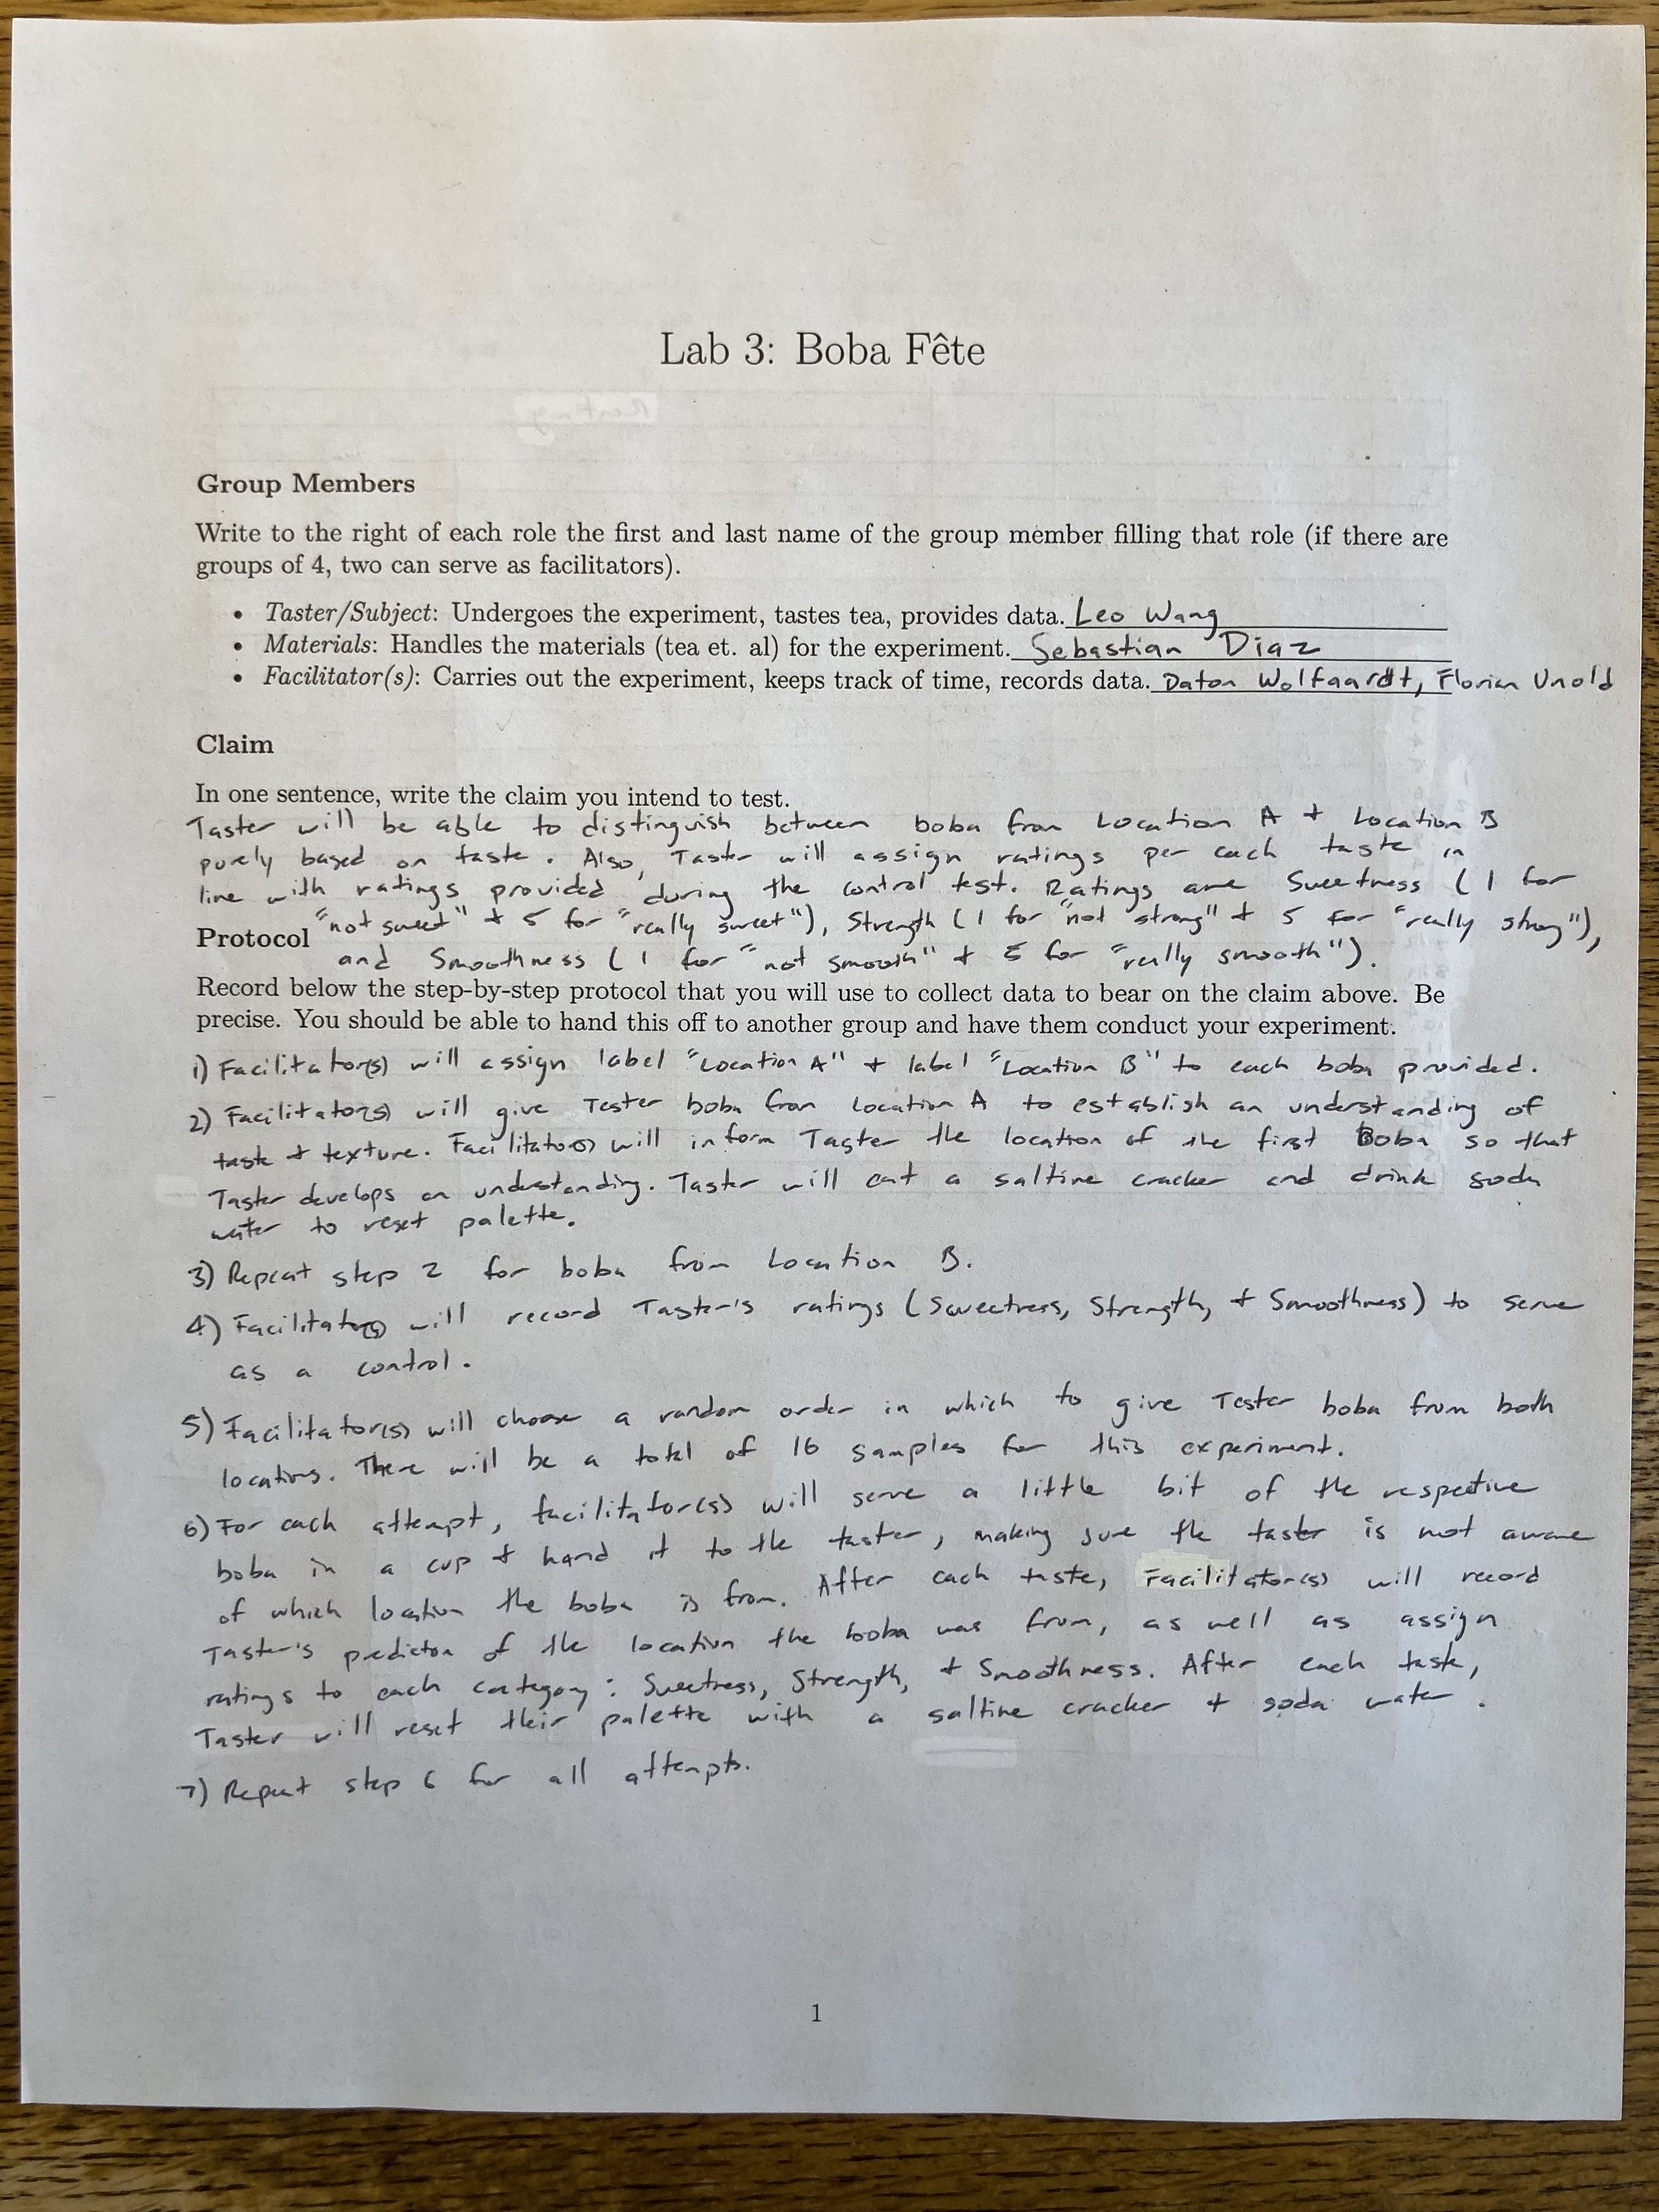 Lab 3: Boba Fête
Group Members
Write to the right of each role the first and last name of the group member filling that role (if there are
groups of 4, two can serve as facilitators).
• Taster/Subject: Undergoes the experiment, tastes tea, provides data. Leo Wang
• Materials: Handles the materials (tea et. al) for the experiment. Sebastian Diaz
• Facilitator(s): Carries out the experiment, keeps track of time, records data. Daton Wolfaardt, Florian Unold
Claim
In one sentence, write the claim you intend to test.
Taster will be able to distinguish between boba from Location A + Location B
purely based on taste. Also, Taster will assign ratings per each taste in
line with ratings provided during the control test. Ratings are Sweetness (1 for
"not sweet" + 5 for "really sweet"), Strength (1 for "not strong" + 5 for "really strong"),
Protocol
and Smoothness (1 for "not smooth" + 5 for "really smooth").
Record below the step-by-step protocol that you will use to collect data to bear on the claim above. Be
precise. You should be able to hand this off to another group and have them conduct your experiment.
1) Facilitator(s) will assign label "Location A" + label "Location B" to each boba provided.
2) Facilitator(s) will give Tester boba from Location A to establish an understanding of
taste + texture. Facilitator(s) will inform Taster the location of the first Boba so that
Taster develops an understanding. Taster will eat a saltine cracker and drink soda
water to reset palette.
3) Repeat step 2 for boba from Location B.
4) Facilitator(s) will record Taster's ratings (Sweetness, Strength, + Smoothness) to serve
as a control.
5) Facilitator(s) will choose a random order in which to give Tester boba from both
locations. There will be a total of 16 samples for this experiment.
6) For each attempt, facilitator(s) will serve a little bit of the respective
boba in a cup + hand it to the taster, making sure the taster is not aware
of which location the boba is from. After each taste, Facilitator(s) will record
Taster's prediction of the location the boba was from, as well as assign
ratings to each category: Sweetness, Strength, + Smoothness. After each taste,
Taster will reset their palette with a saltine cracker + soda water.
7) Repeat step 6 for all attempts.
1